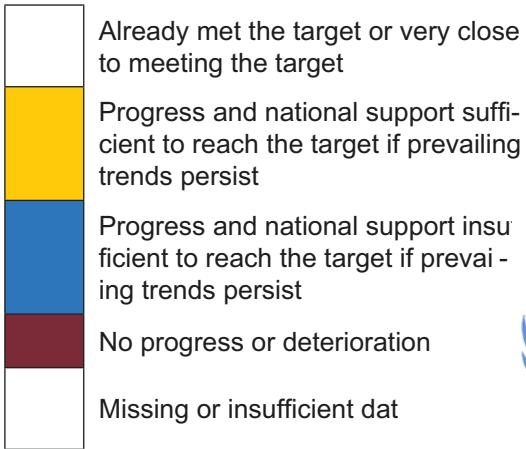 Already met the target or very close
to meeting the target
Progress and national support suffi-
cient to reach the target if prevailing
trends persist
Progress and national support insu
ficient to reach the target if prevai -
ing trends persist
No progress or deterioration
Missing or insufficient dat